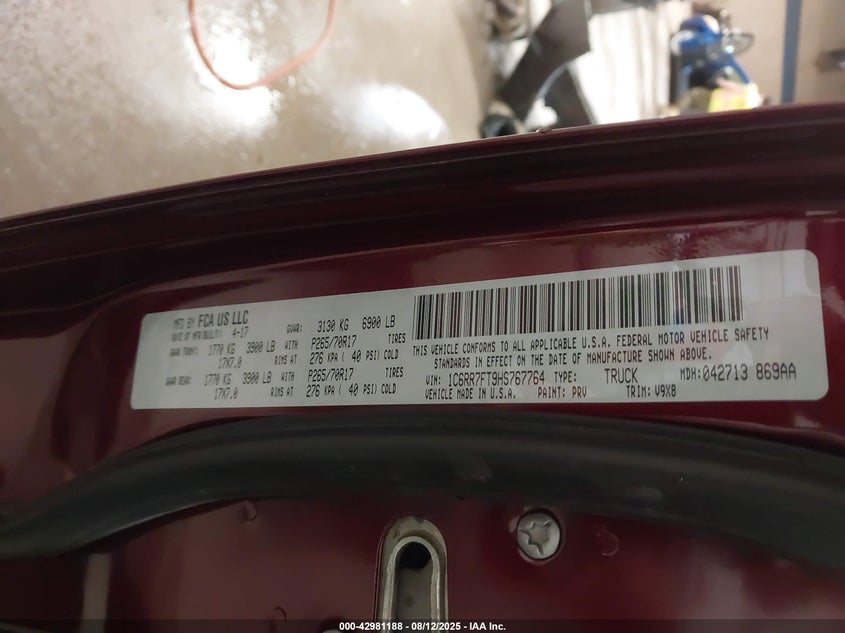 MFD BY FCA US LLC
DATE OF MFR/BUILT: 4-17 GVWR: 3130 KG 6900 LB
GAWR FRONT: 1770 KG 3900 LB WITH P265/70R17 TIRES
17X7.0 RIMS AT 276 KPA ( 40 PSI) COLD
GAWR REAR: 1770 KG 3900 LB WITH P265/70R17 TIRES
17X7.0 RIMS AT 276 KPA ( 40 PSI) COLD
THIS VEHICLE CONFORMS TO ALL APPLICABLE U.S.A. FEDERAL MOTOR VEHICLE SAFETY
STANDARDS IN EFFECT ON THE DATE OF MANUFACTURE SHOWN ABOVE.
VIN: 1C6RR7FT9HS767764 TYPE: TRUCK MDH:042713 869AA
VEHICLE MADE IN U.S.A. PAINT: PRV TRIM: V9X8
000-42981188 - 08/12/2025 - IAA Inc.